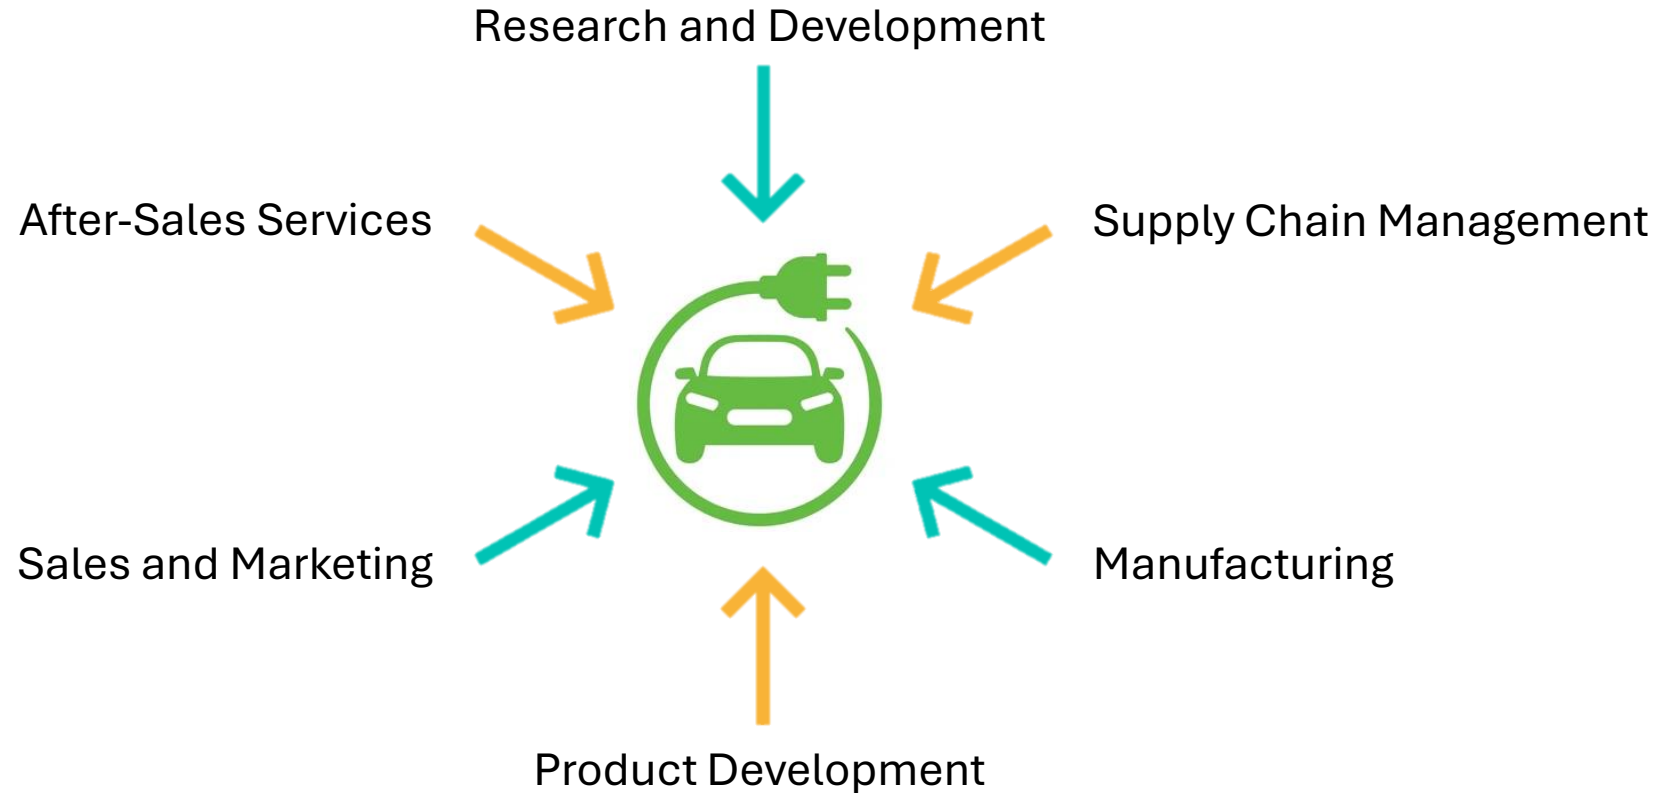 Research and Development
After-Sales Services
Supply Chain Management
Sales and Marketing
Manufacturing
Product Development